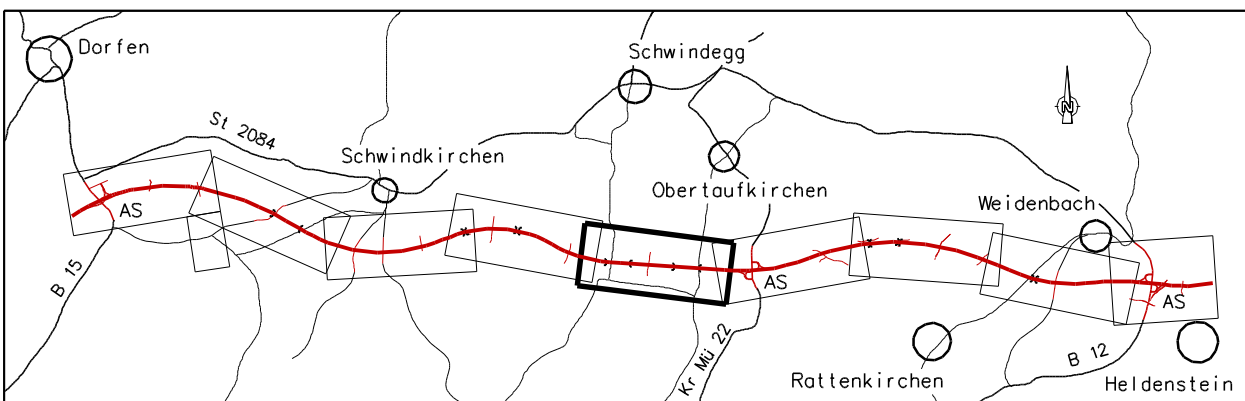 Dorfen
Schwindegg
N
St 2084
Schwindkirchen
Obertaufkirchen
Weidenbach
AS
B 15
AS
AS
Kr Mü 22
Rattenkirchen
B 12
Heldenstein